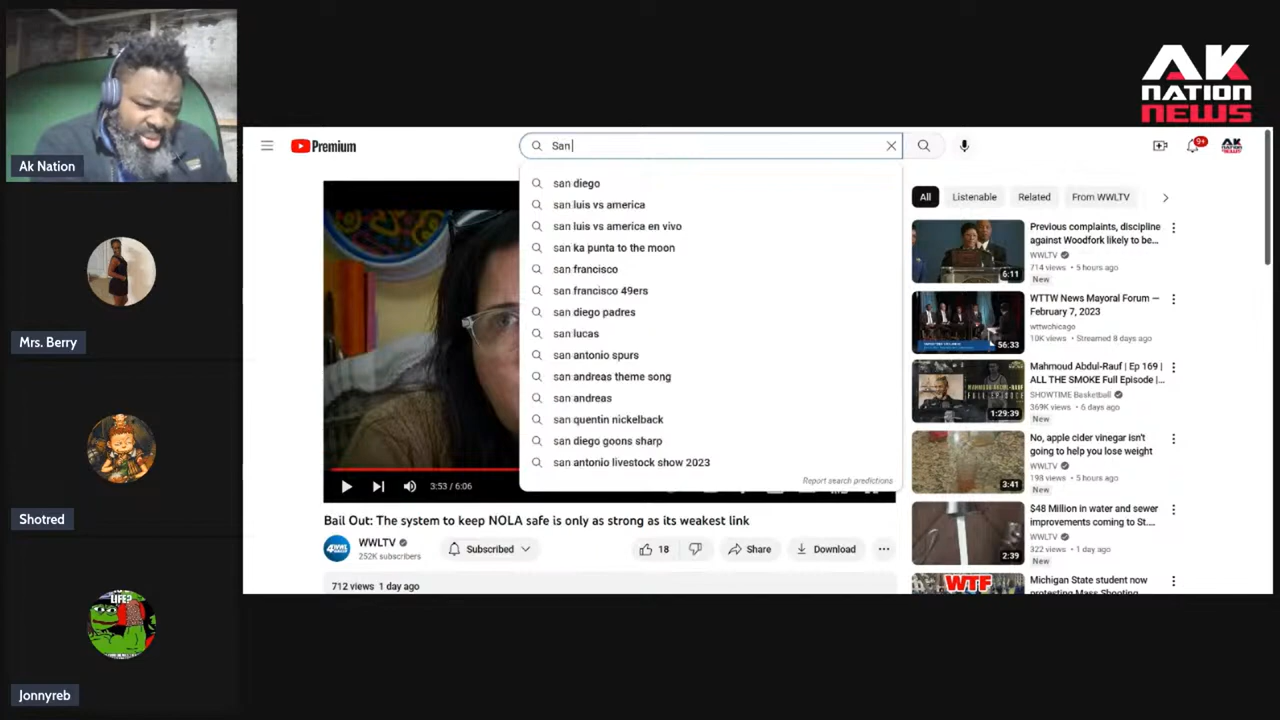 Ak Nation
Mrs. Berry
Shotred
LIFE?
Jonnyreb
AK
NATION
NEWS
Premium
San
9+
AK
san diego
san luis vs america
san luis vs america en vivo
san ka punta to the moon
san francisco
san francisco 49ers
san diego padres
san lucas
san antonio spurs
san andreas theme song
san andreas
san quentin nickelback
san diego goons sharp
san antonio livestock show 2023
Report search predictions
3:53 / 6:06
Bail Out: The system to keep NOLA safe is only as strong as its weakest link
WWLTV
252K subscribers
Subscribed
18
Share
Download
712 views 1 day ago
All
Listenable
Related
From WWLTV
6:11
Previous complaints, discipline
against Woodfork likely to be...
WWLTV
714 views • 5 hours ago
New
56:33
WTTW News Mayoral Forum —
February 7, 2023
wttwchicago
10K views • Streamed 8 days ago
1:29:39
Mahmoud Abdul-Rauf | Ep 169 |
ALL THE SMOKE Full Episode |...
SHOWTIME Basketball
369K views • 6 days ago
New
3:41
No, apple cider vinegar isn't
going to help you lose weight
WWLTV
198 views • 5 hours ago
New
2:39
$48 Million in water and sewer
improvements coming to St....
WWLTV
322 views • 1 day ago
New
WTF
Michigan State student now
protesting Mass Shooting